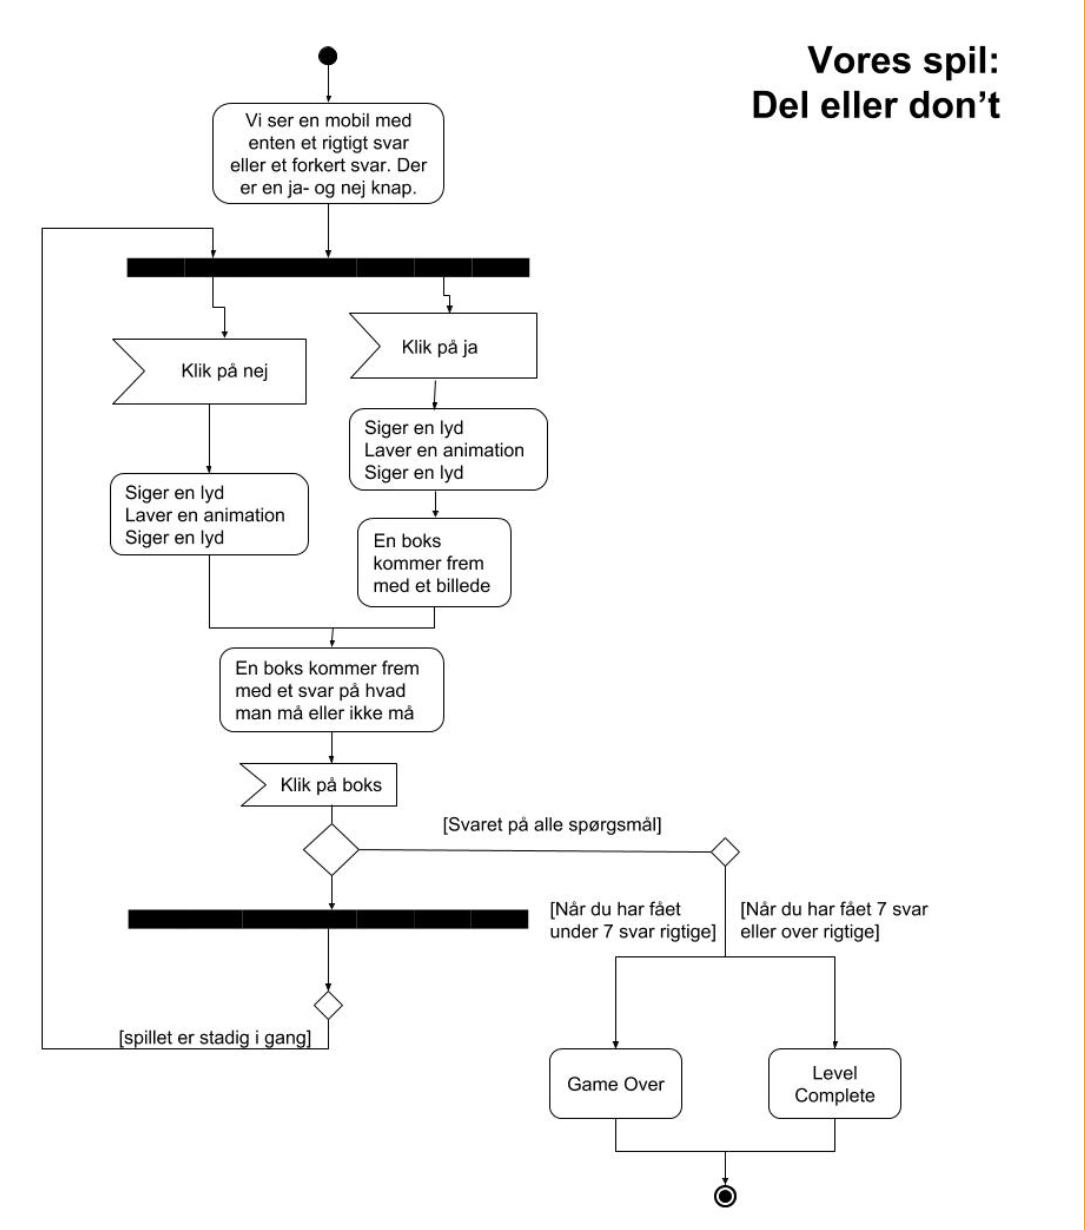 Vores spil:
Del eller don't
Vi ser en mobil med
enten et rigtigt svar
eller et forkert svar. Der
er en ja- og nej knap.
Klik på nej
Klik på ja
Siger en lyd
Laver en animation
Siger en lyd
Siger en lyd
Laver en animation
Siger en lyd
En boks
kommer frem
med et billede
En boks kommer frem
med et svar på hvad
man må eller ikke må
Klik på boks
[Svaret på alle spørgsmål]
[Når du har fået
under 7 svar rigtige]
[Når du har fået 7 svar
eller over rigtige]
[spillet er stadig i gang]
Game Over
Level
Complete